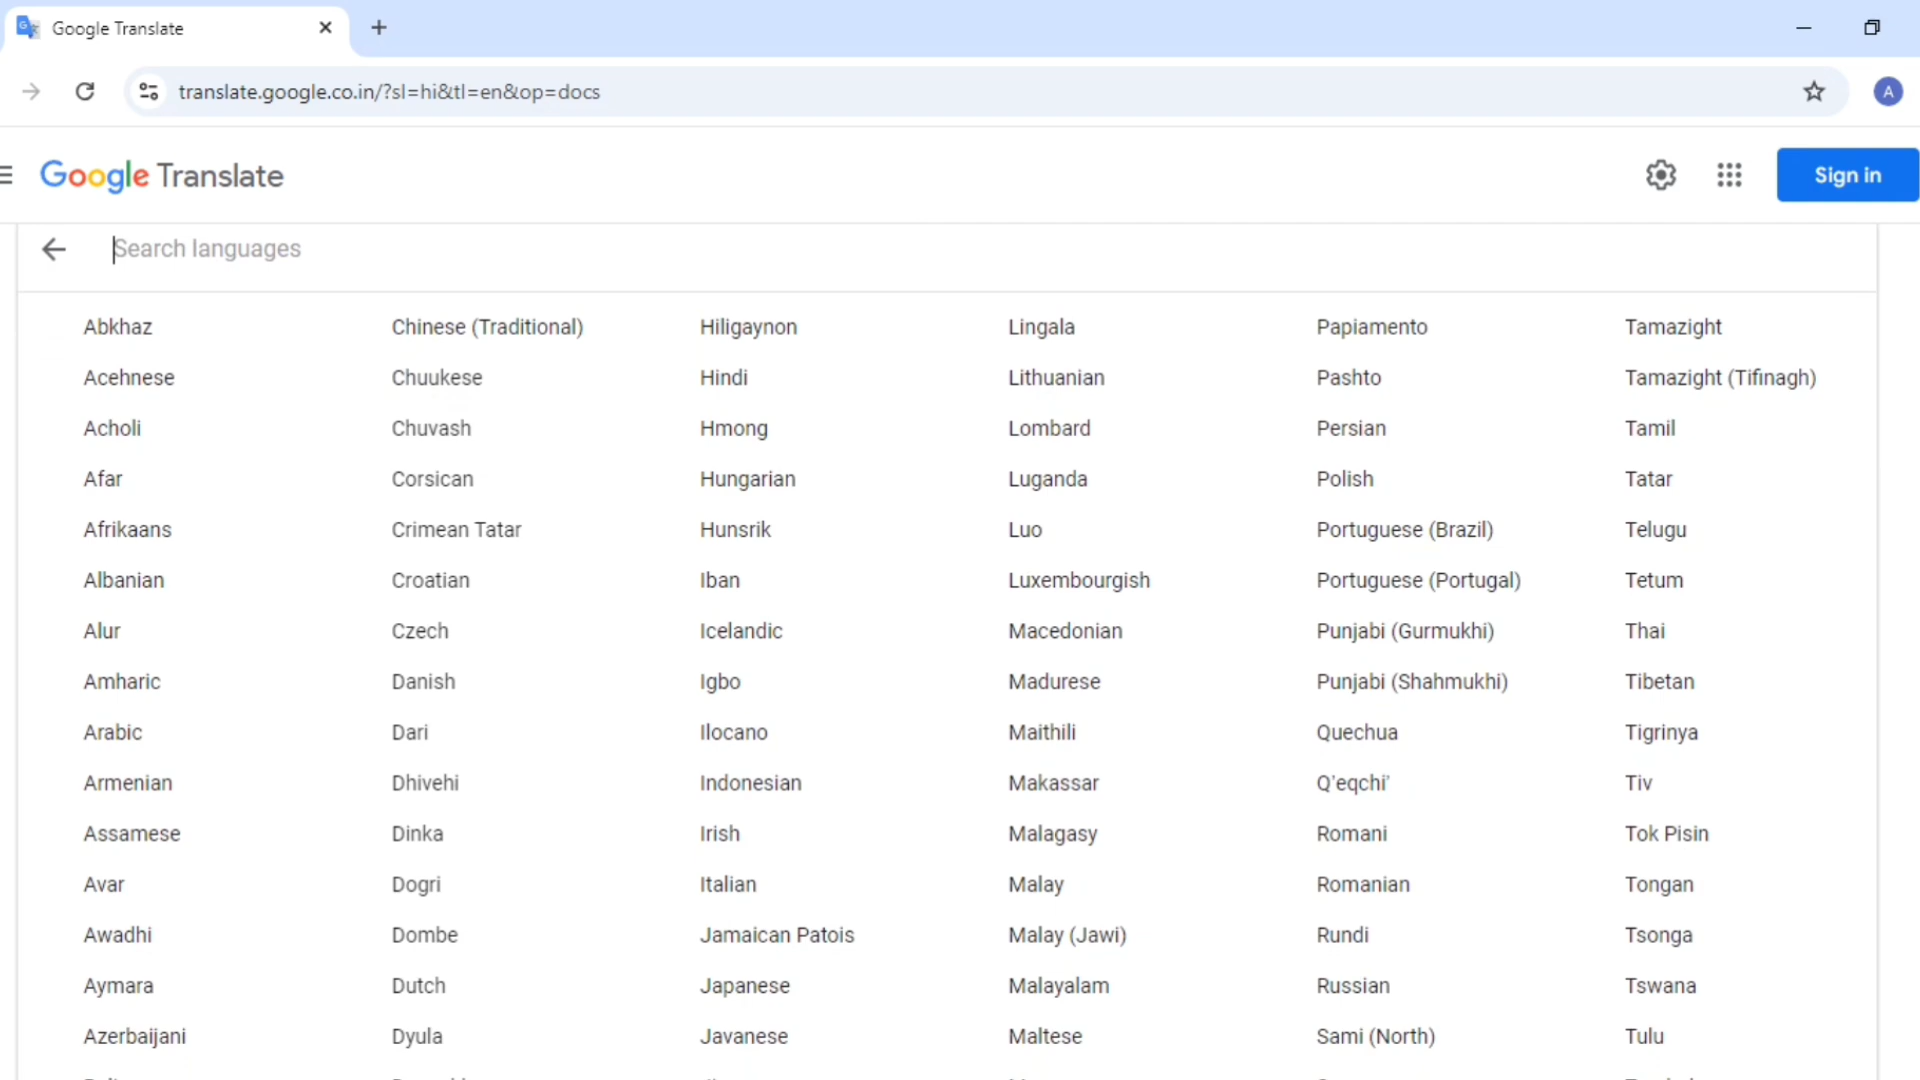 Google Translate
translate.google.co.in/?sl=hi&tl=en&op=docs
A
Google Translate
Sign in
Search languages
Abkhaz Chinese (Traditional) Hiligaynon Lingala Papiamento Tamazight
Acehnese Chuukese Hindi Lithuanian Pashto Tamazight (Tifinagh)
Acholi Chuvash Hmong Lombard Persian Tamil
Afar Corsican Hungarian Luganda Polish Tatar
Afrikaans Crimean Tatar Hunsrik Luo Portuguese (Brazil) Telugu
Albanian Croatian Iban Luxembourgish Portuguese (Portugal) Tetum
Alur Czech Icelandic Macedonian Punjabi (Gurmukhi) Thai
Amharic Danish Igbo Madurese Punjabi (Shahmukhi) Tibetan
Arabic Dari Ilocano Maithili Quechua Tigrinya
Armenian Dhivehi Indonesian Makassar Qʼeqchiʼ Tiv
Assamese Dinka Irish Malagasy Romani Tok Pisin
Avar Dogri Italian Malay Romanian Tongan
Awadhi Dombe Jamaican Patois Malay (Jawi) Rundi Tsonga
Aymara Dutch Japanese Malayalam Russian Tswana
Azerbaijani Dyula Javanese Maltese Sami (North) Tulu